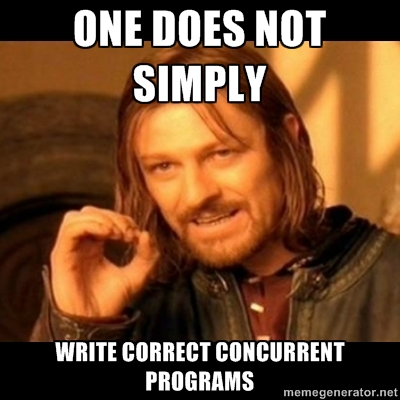 ONE DOES NOT
SIMPLY
WRITE CORRECT CONCURRENT
PROGRAMS
memegenerator.net